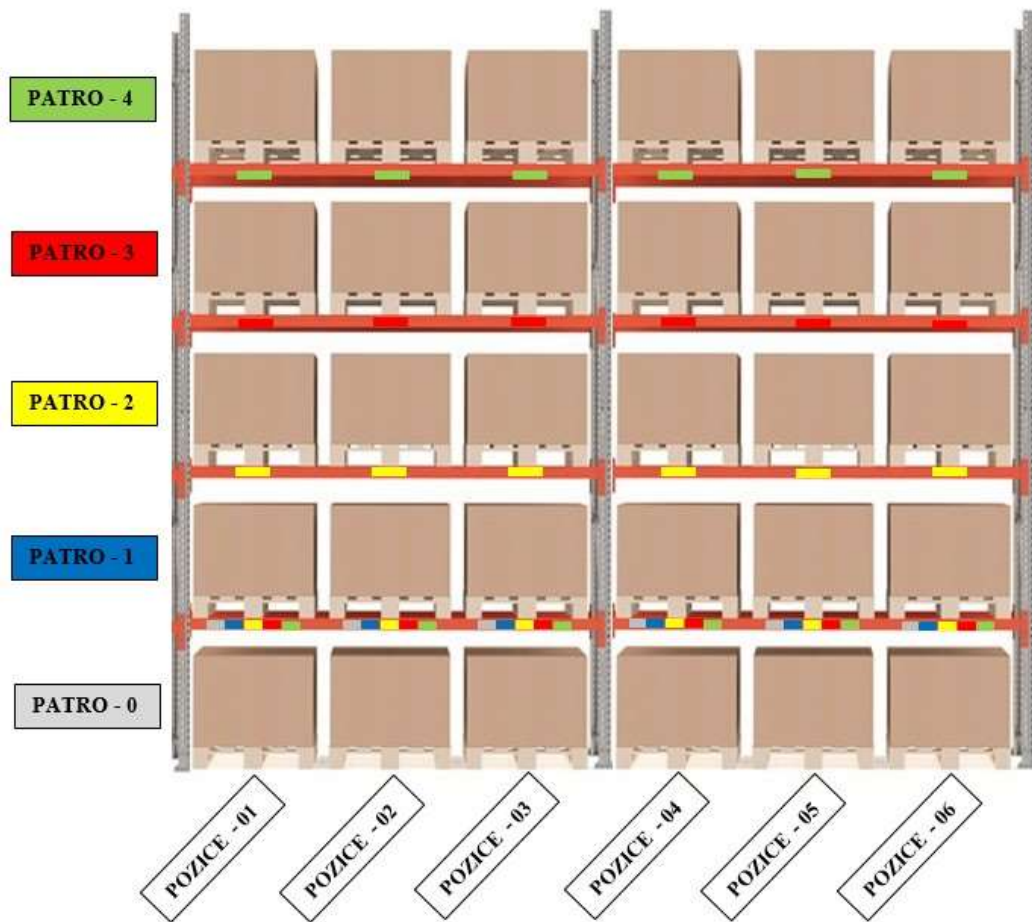 PATRO - 4
PATRO - 3
PATRO - 2
PATRO - 1
PATRO - 0
POZICE - 01
POZICE - 02
POZICE - 03
POZICE - 04
POZICE - 05
POZICE - 06